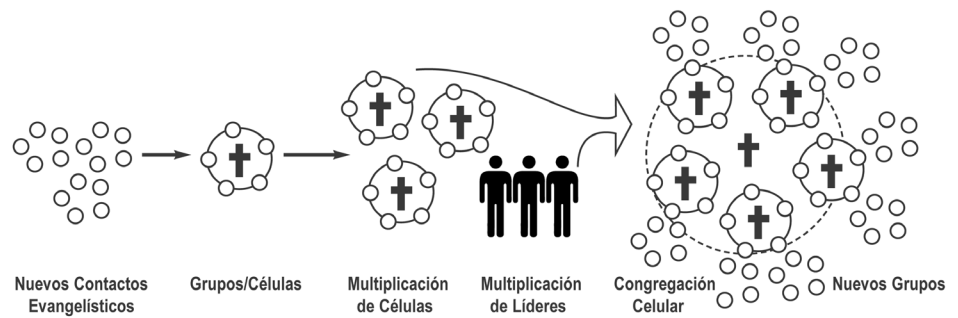 Nuevos Contactos
Evangelísticos
Grupos/Células
Multiplicación
de Células
Multiplicación
de Líderes
Congregación
Celular
Nuevos Grupos